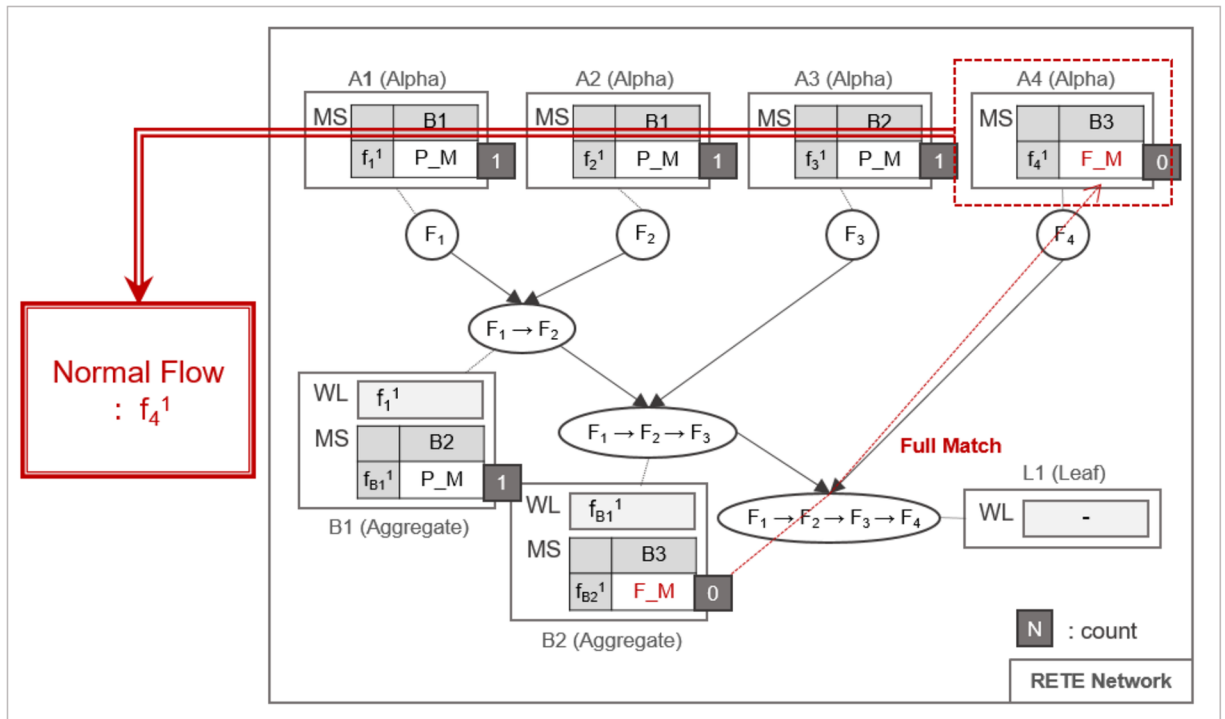 A1 (Alpha)
A2 (Alpha)
A3 (Alpha)
A4 (Alpha)
MS B1
f₁¹ P_M 1
MS B1
f₂¹ P_M 1
MS B2
f₃¹ P_M 1
MS B3
f₄¹ F_M 0
F₁
F₂
F₃
F₄
F₁ → F₂
Normal Flow
: f₄¹
WL f₁¹
MS B2
f_B1¹ P_M 1
B1 (Aggregate)
F₁ → F₂ → F₃
Full Match
WL f_B1¹
MS B3
f_B2¹ F_M 0
B2 (Aggregate)
F₁ → F₂ → F₃ → F₄
L1 (Leaf)
WL -
N : count
RETE Network